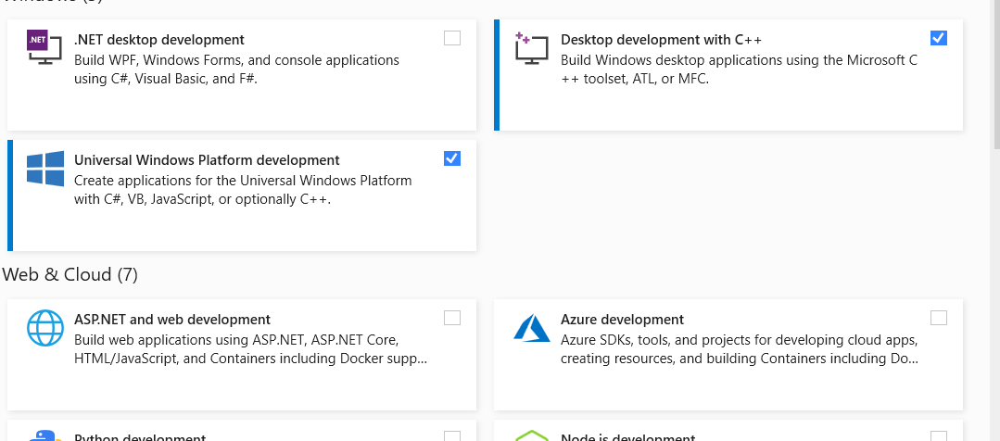 Windows (3)
.NET
.NET desktop development
Build WPF, Windows Forms, and console applications
using C#, Visual Basic, and F#.
Desktop development with C++
Build Windows desktop applications using the Microsoft C
++ toolset, ATL, or MFC.
Universal Windows Platform development
Create applications for the Universal Windows Platform
with C#, VB, JavaScript, or optionally C++.
Web & Cloud (7)
ASP.NET and web development
Build web applications using ASP.NET, ASP.NET Core,
HTML/JavaScript, and Containers including Docker supp...
Azure development
Azure SDKs, tools, and projects for developing cloud apps,
creating resources, and building Containers including Do...
Python development
Node.js development